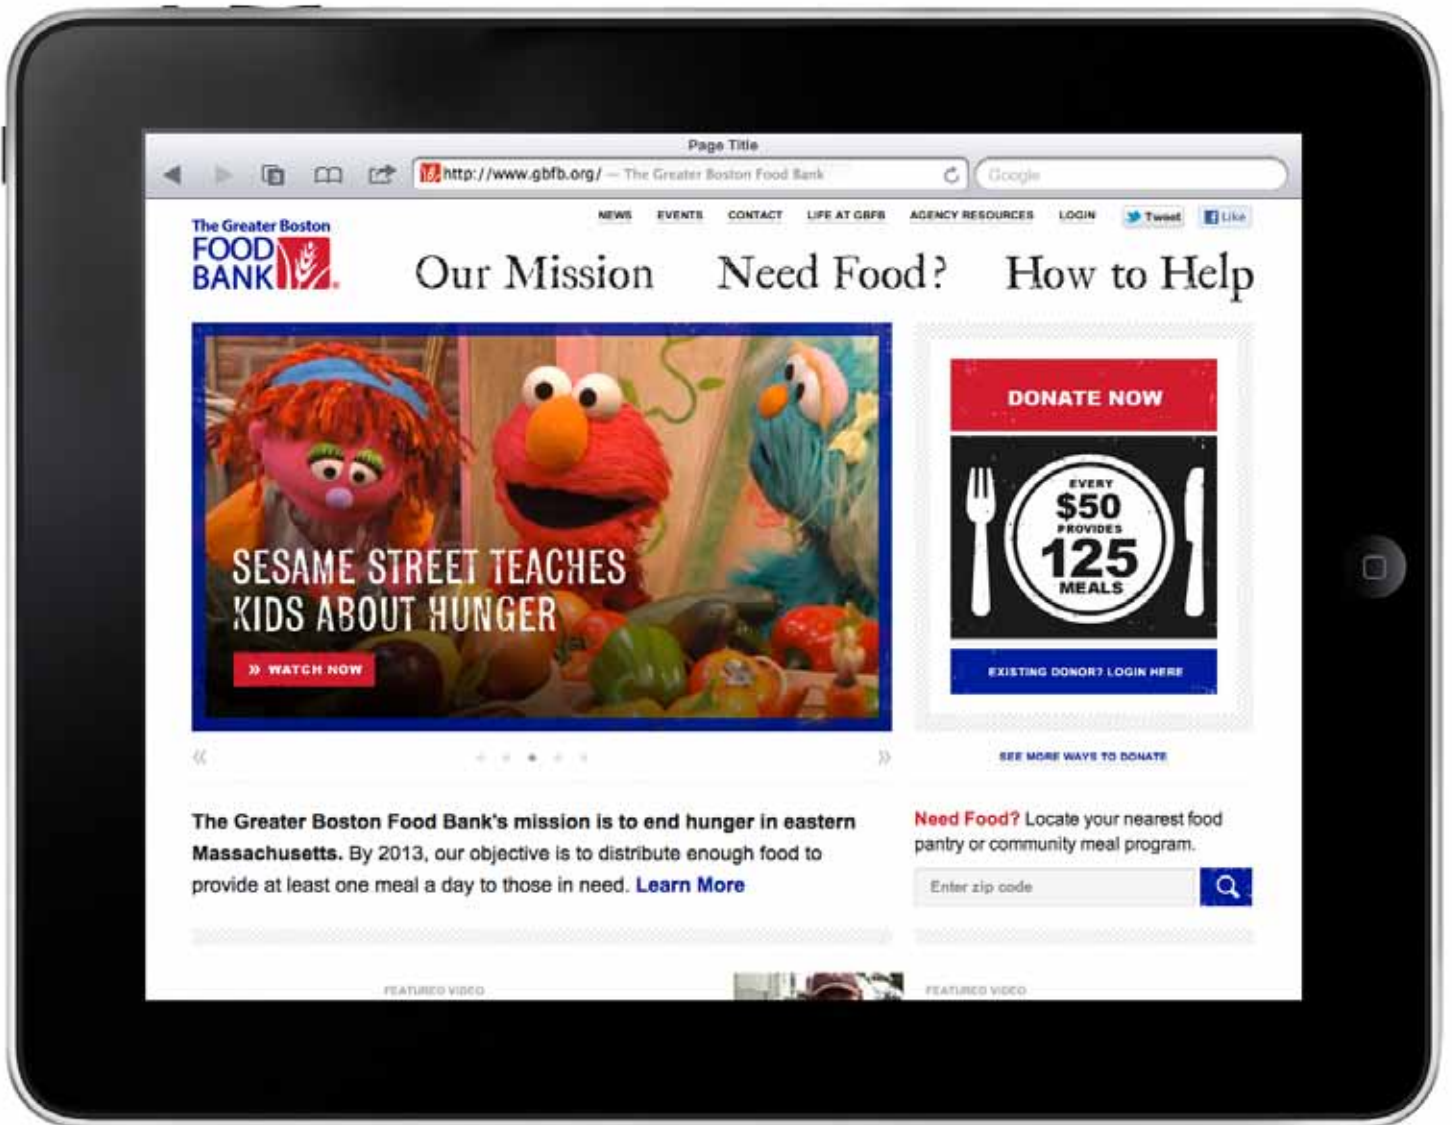 Page Title
http://www.gbfb.org/ — The Greater Boston Food Bank
Google
NEWS EVENTS CONTACT LIFE AT GBFB AGENCY RESOURCES LOGIN Tweet Like
The Greater Boston
FOOD
BANK
Our Mission Need Food? How to Help
SESAME STREET TEACHES
KIDS ABOUT HUNGER
» WATCH NOW
DONATE NOW
EVERY
$50
PROVIDES
125
MEALS
EXISTING DONOR? LOGIN HERE
SEE MORE WAYS TO DONATE
The Greater Boston Food Bank's mission is to end hunger in eastern
Massachusetts. By 2013, our objective is to distribute enough food to
provide at least one meal a day to those in need. Learn More
Need Food? Locate your nearest food
pantry or community meal program.
Enter zip code
FEATURED VIDEO
FEATURED VIDEO